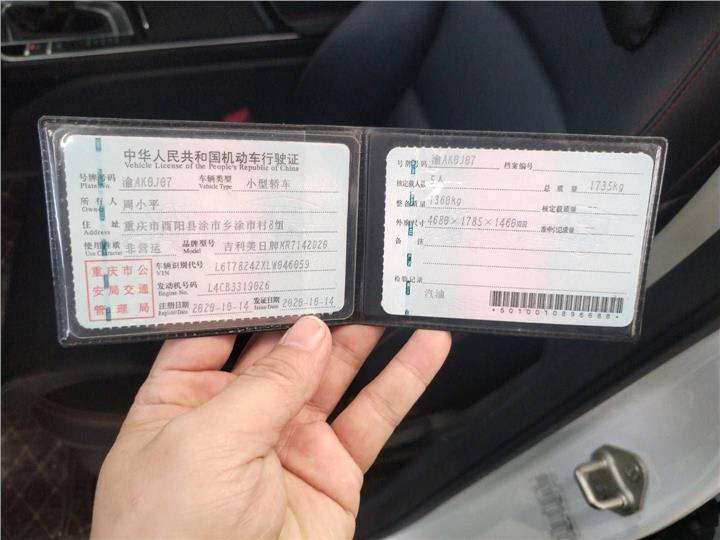 中华人民共和国机动车行驶证
Vehicle License of the People's Republic of China
号牌号码 渝AK0J07 车辆类型 小型轿车
Plate No. Vehicle Type
所有人 周小平
Owner
住址 重庆市酉阳县涂市乡涂市村8组
Address
使用性质 非营运 品牌型号 吉利美日牌MR7142D20
Use Character Model
重庆市公
安局交通
管理局
车辆识别代号 L6T7824ZXLW046059
VIN
发动机号码 L4CB3319026
Engine No.
注册日期 2020-10-14 发证日期 2020-10-14
Register Date Issue Date
号牌号码 渝AK0J07 档案编号
核定载人数 5人 总质量 1735kg
整备质量 1360kg 核定载质量 --
外廓尺寸 4680×1785×1460mm 准牵引总质量 --
备注
检验记录
汽油
*5010010896686*